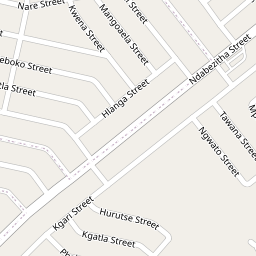 Nare Street
Kwena Street
Mangoaela Street
Ndabezitha Street
eboko Street
tla Street
Hlanga Street
Tawana Street
Ngwato Street
Kgari Street
Hurutse Street
Kgatla Street